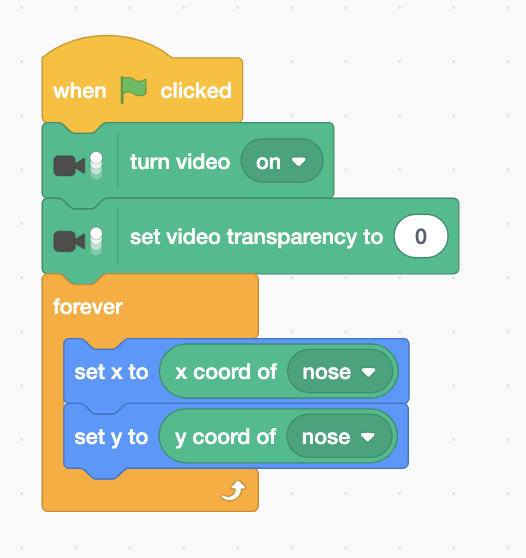 when clicked
turn video on
set video transparency to 0
forever
set x to x coord of nose
set y to y coord of nose